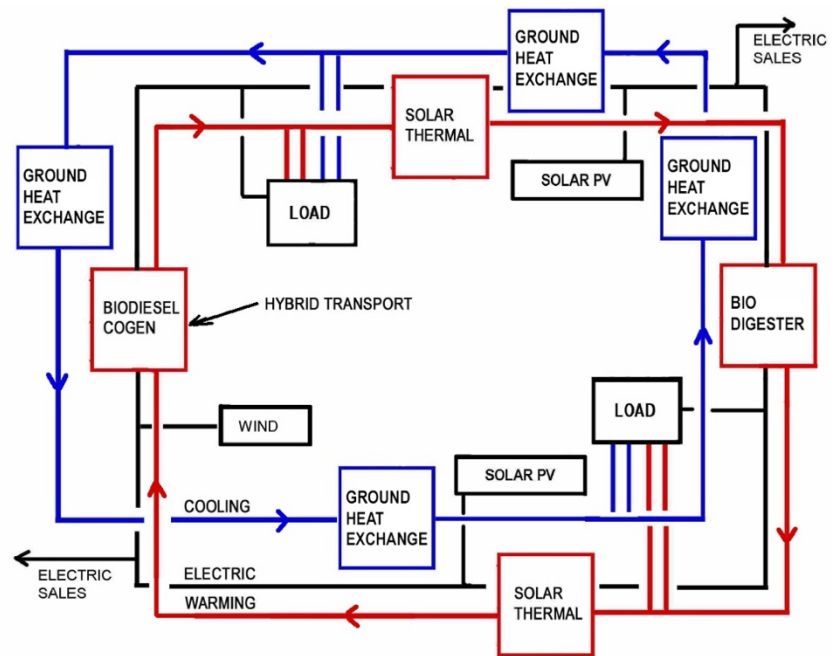 GROUND
HEAT
EXCHANGE
ELECTRIC
SALES
SOLAR
THERMAL
GROUND
HEAT
EXCHANGE
SOLAR PV
GROUND
HEAT
EXCHANGE
LOAD
BIODIESEL
COGEN
HYBRID TRANSPORT
BIO
DIGESTER
LOAD
WIND
SOLAR PV
GROUND
HEAT
EXCHANGE
COOLING
ELECTRIC
SALES
ELECTRIC
WARMING
SOLAR
THERMAL